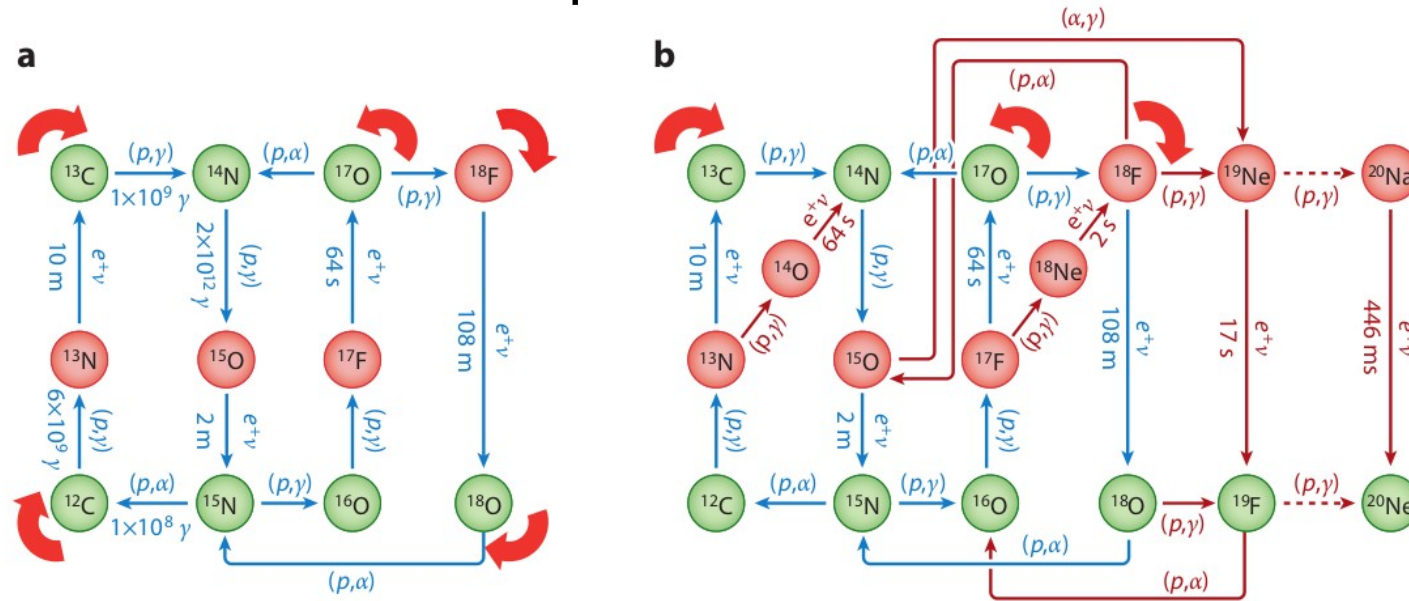 a
¹³C
(p,γ)
1×10⁹ γ
¹⁴N
(p,α)
¹⁷O
(p,γ)
¹⁸F
10 m
e⁺ν
2×10¹² γ
(p,γ)
64 s
e⁺ν
108 m
e⁺ν
¹³N
¹⁵O
¹⁷F
6×10⁹ γ
(p,γ)
2 m
e⁺ν
(p,γ)
¹²C
(p,α)
1×10⁸ γ
¹⁵N
(p,γ)
¹⁶O
¹⁸O
(p,α)
b
(α,γ)
(p,α)
¹³C
(p,γ)
¹⁴N
(p,α)
¹⁷O
(p,γ)
¹⁸F
(p,γ)
¹⁹Ne
(p,γ)
²⁰Na
10 m
e⁺ν
¹⁴O
e⁺ν
64 s
(p,γ)
(p,γ)
64 s
e⁺ν
¹⁸Ne
e⁺ν
2 s
(p,γ)
108 m
e⁺ν
17 s
e⁺ν
446 ms
¹³N
¹⁵O
¹⁷F
(p,γ)
2 m
e⁺ν
(p,γ)
¹²C
(p,α)
¹⁵N
(p,γ)
¹⁶O
¹⁸O
(p,γ)
¹⁹F
(p,γ)
²⁰Ne
(p,α)
(p,α)